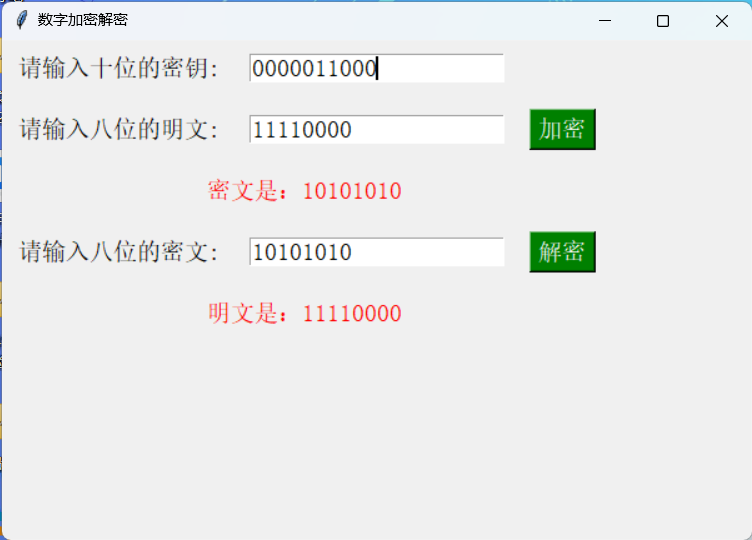 数字加密解密
请输入十位的密钥： 0000011000
请输入八位的明文： 11110000 加密
密文是：10101010
请输入八位的密文： 10101010 解密
明文是：11110000